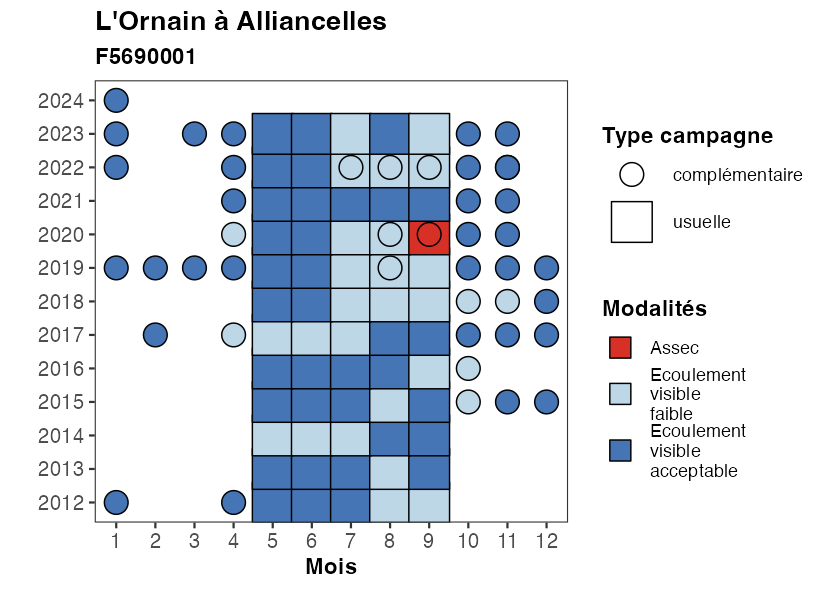 L'Ornain à Alliancelles
F5690001
2024
2023
2022
2021
2020
2019
2018
2017
2016
2015
2014
2013
2012
1 2 3 4 5 6 7 8 9 10 11 12
Mois
Type campagne
complémentaire
usuelle
Modalités
Assec
Ecoulement
visible
faible
Ecoulement
visible
acceptable